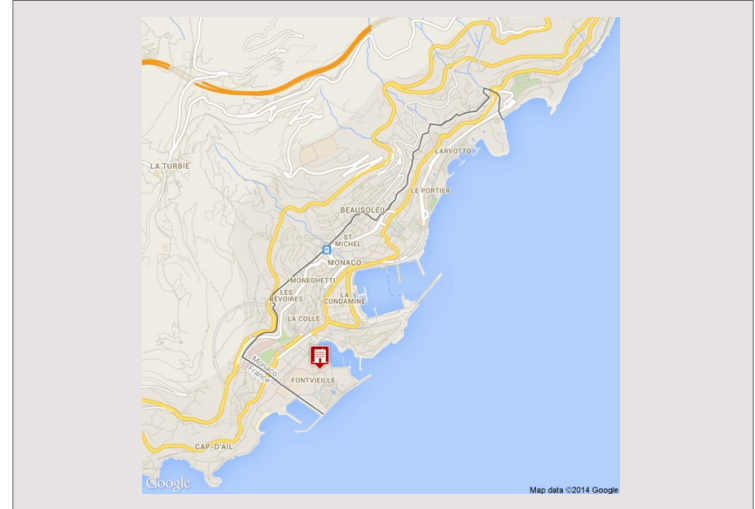 LARVOTTO
LA TURBIE
LE PORTIER
BEAUSOLEIL
ST
MICHEL
MONACO
MONEGHETTI
LES
RÉVOIRES
LA
CONDAMINE
LA COLLE
Monaco
France
FONTVIEILLE
CAP-D'AIL
Google
Map data ©2014 Google